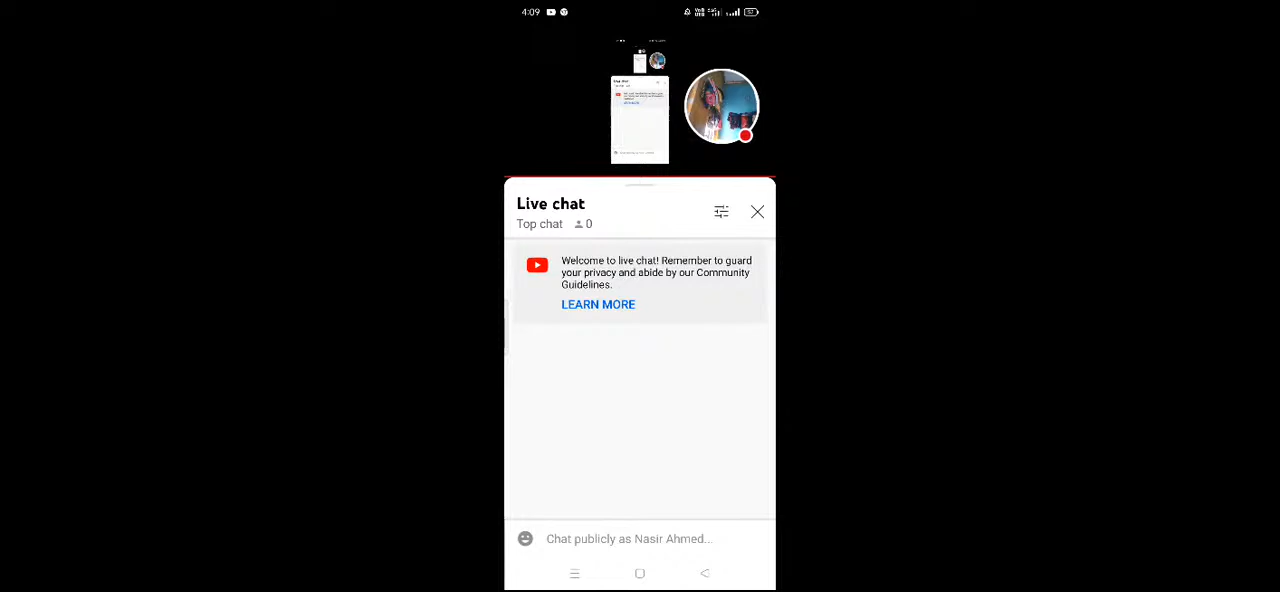 4:09
57
Live chat
Top chat 0
Welcome to live chat! Remember to guard
your privacy and abide by our Community
Guidelines.
LEARN MORE
Chat publicly as Nasir Ahmed...